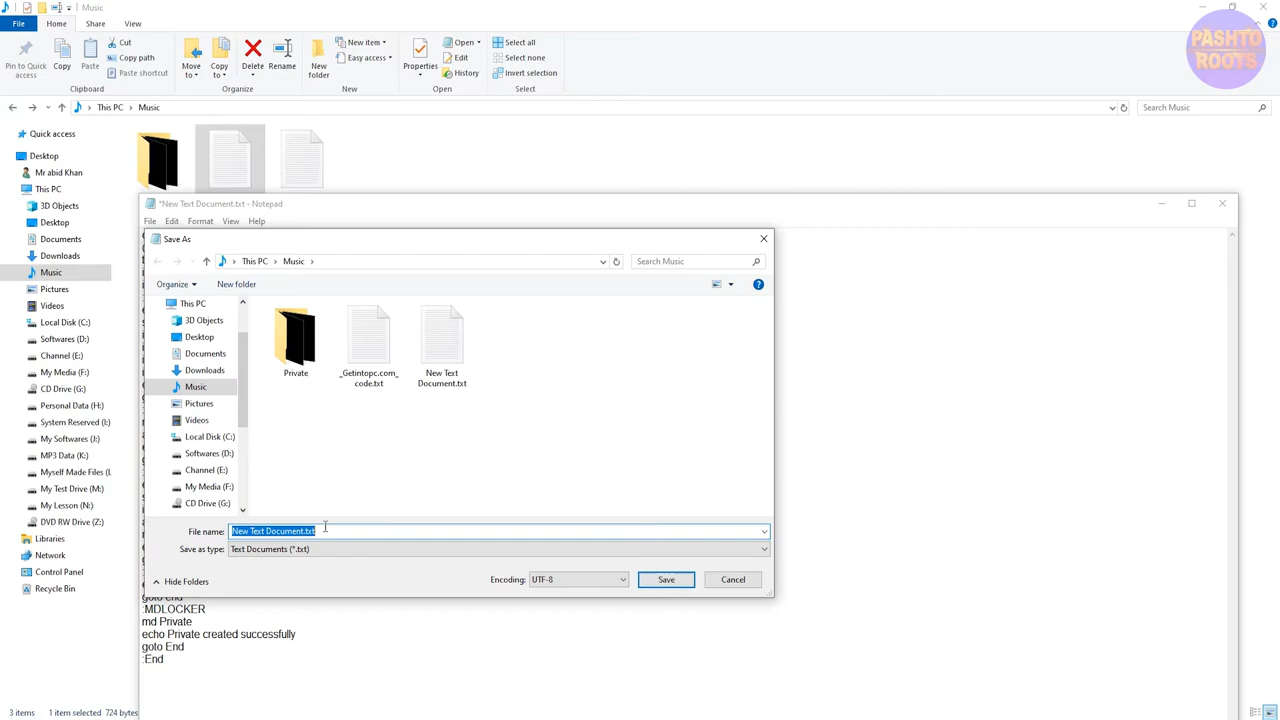 Music
File
Home
Share
View
Pin to Quick access
Copy
Paste
Cut
Copy path
Paste shortcut
Clipboard
Move to
Copy to
Delete
Rename
Organize
New folder
New item
Easy access
New
Properties
Open
Edit
History
Open
Select all
Select none
Invert selection
Select
PASHTO
ROOTS
This PC
Music
Search Music
Quick access
Desktop
Mr abid Khan
This PC
3D Objects
Desktop
Documents
Downloads
Music
Pictures
Videos
Local Disk (C:)
Softwares (D:)
Channel (E:)
My Media (F:)
CD Drive (G:)
Personal Data (H:)
System Reserved (I:)
My Softwares (J:)
MP3 Data (K:)
Myself Made Files (L
My Test Drive (M:)
My Lesson (N:)
DVD RW Drive (Z:)
Libraries
Network
Control Panel
Recycle Bin
*New Text Document.txt - Notepad
File Edit Format View Help
Save As
This PC
Music
Search Music
Organize
New folder
This PC
3D Objects
Desktop
Documents
Downloads
Music
Pictures
Videos
Local Disk (C:)
Softwares (D:)
Channel (E:)
My Media (F:)
CD Drive (G:)
Private
_Getintopc.com_
code.txt
New Text
Document.txt
File name: New Text Document.txt
Save as type: Text Documents (*.txt)
Hide Folders
Encoding: UTF-8
Save
Cancel
goto end
:MDLOCKER
md Private
echo Private created successfully
goto End
:End
3 items 1 item selected 724 bytes